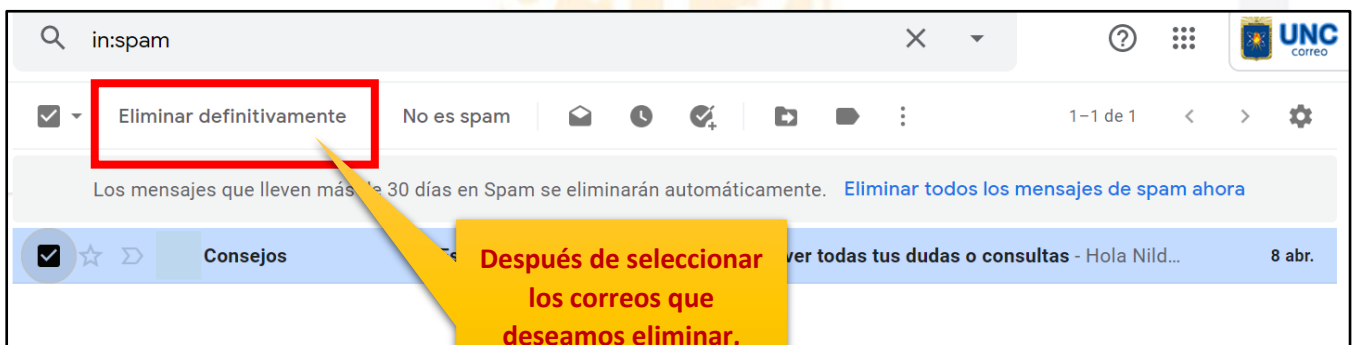 in:spam
UNC
correo
Eliminar definitivamente No es spam 1–1 de 1
Los mensajes que lleven más de 30 días en Spam se eliminarán automáticamente. Eliminar todos los mensajes de spam ahora
Consejos ver todas tus dudas o consultas - Hola Nild... 8 abr.
Después de seleccionar
los correos que
deseamos eliminar.